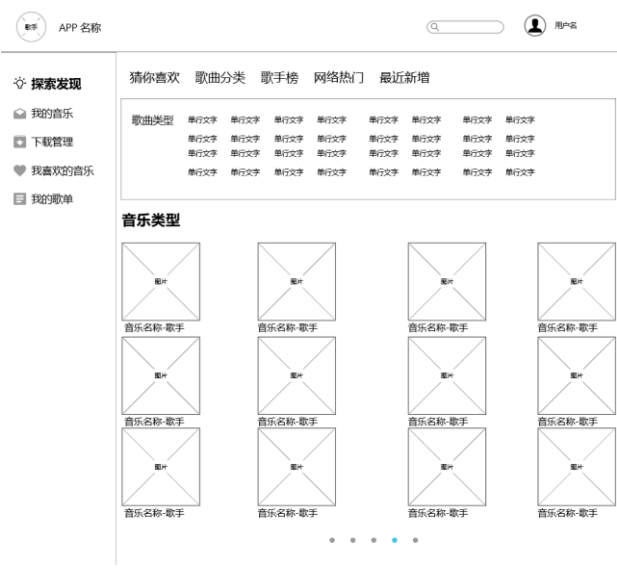 歌手 APP 名称 用户名
探索发现
我的音乐
下载管理
我喜欢的音乐
我的歌单
猜你喜欢 歌曲分类 歌手榜 网络热门 最近新增
歌曲类型 单行文字 单行文字 单行文字 单行文字 单行文字 单行文字 单行文字 单行文字
单行文字 单行文字 单行文字 单行文字 单行文字 单行文字 单行文字 单行文字
单行文字 单行文字 单行文字 单行文字 单行文字 单行文字 单行文字 单行文字
单行文字 单行文字 单行文字 单行文字 单行文字 单行文字 单行文字 单行文字
音乐类型
图片 图片 图片 图片
音乐名称-歌手 音乐名称-歌手 音乐名称-歌手 音乐名称-歌手
图片 图片 图片 图片
音乐名称-歌手 音乐名称-歌手 音乐名称-歌手 音乐名称-歌手
图片 图片 图片 图片
音乐名称-歌手 音乐名称-歌手 音乐名称-歌手 音乐名称-歌手